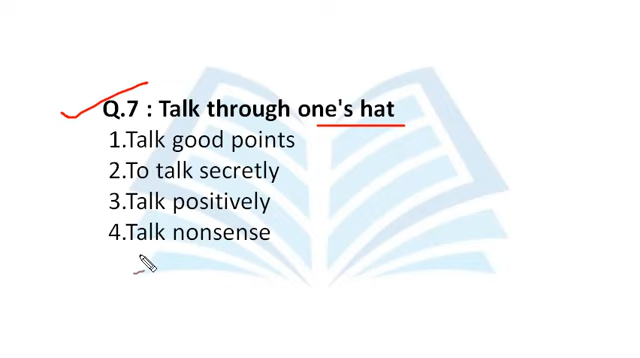 Q.7 : Talk through one's hat
1.Talk good points
2.To talk secretly
3.Talk positively
4.Talk nonsense